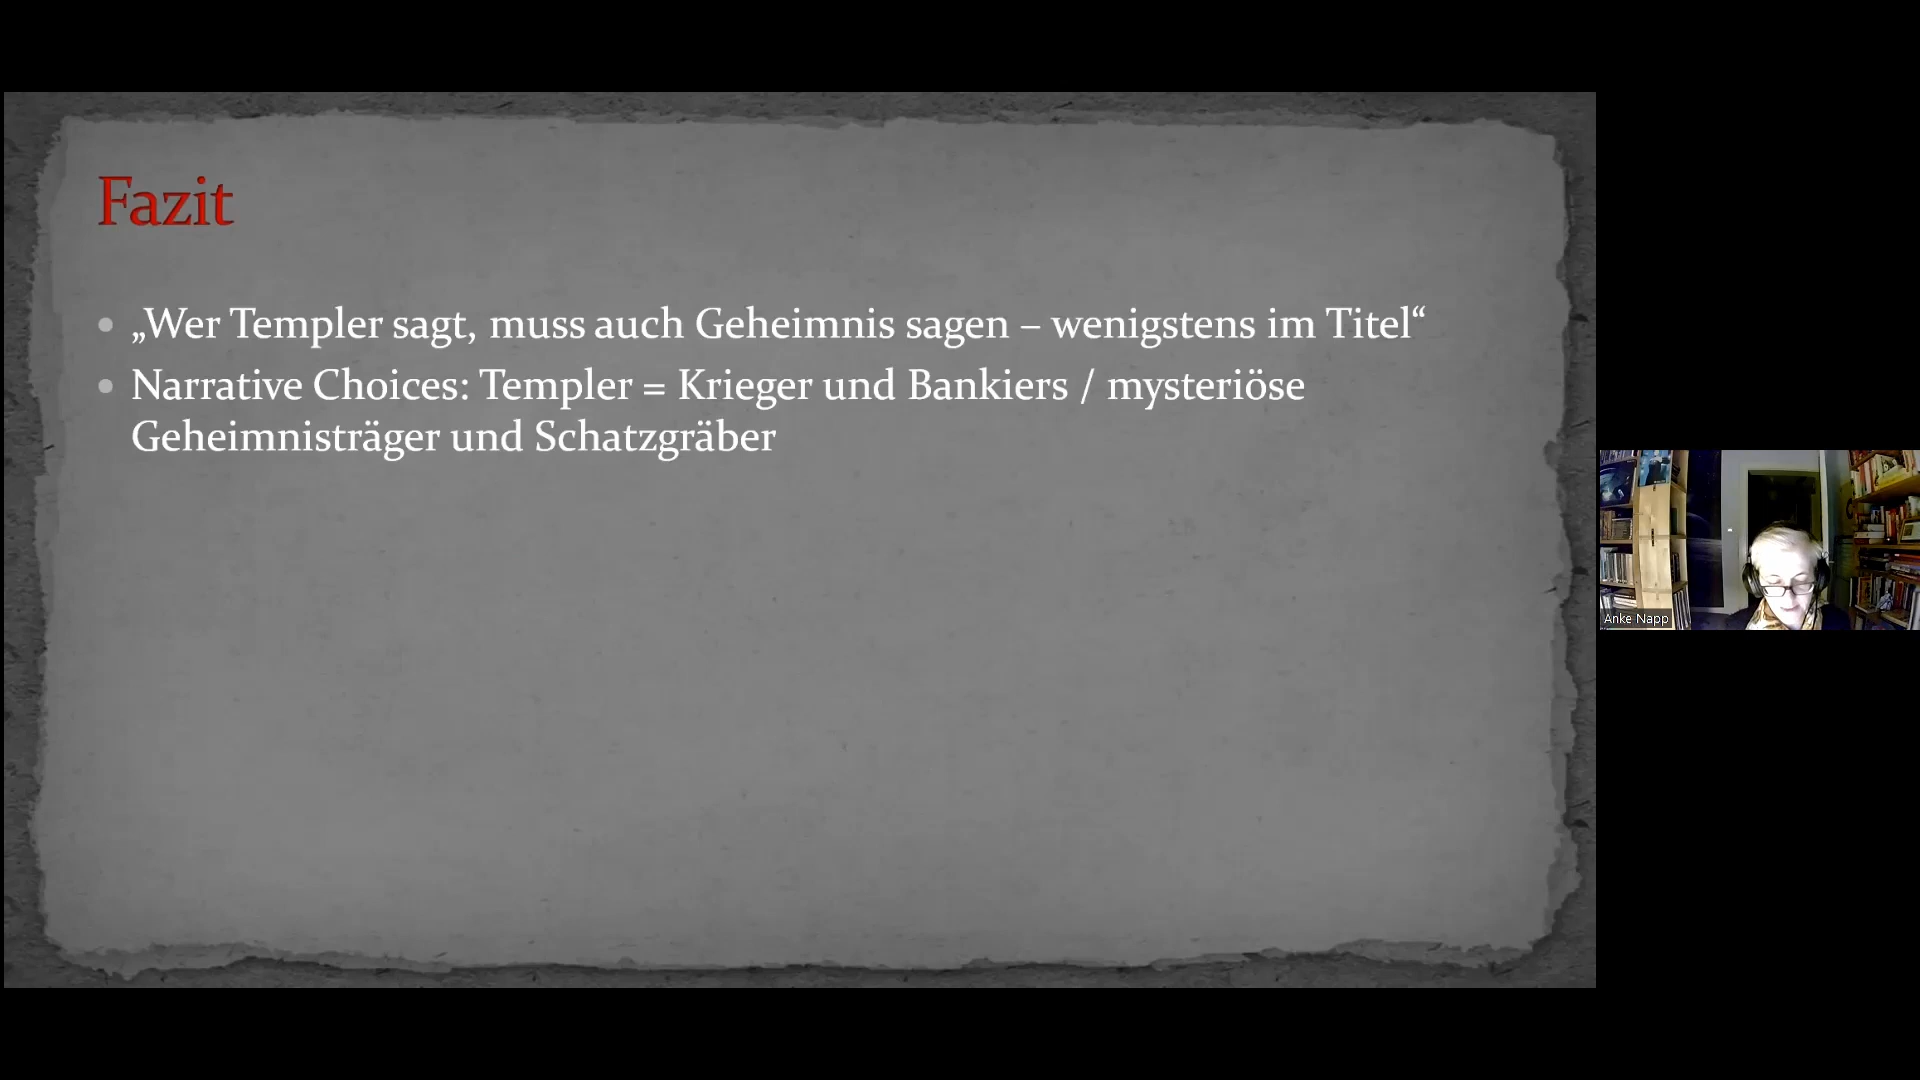 Fazit
• „Wer Templer sagt, muss auch Geheimnis sagen – wenigstens im Titel“
• Narrative Choices: Templer = Krieger und Bankiers / mysteriöse
Geheimnisträger und Schatzgräber
Anke Napp